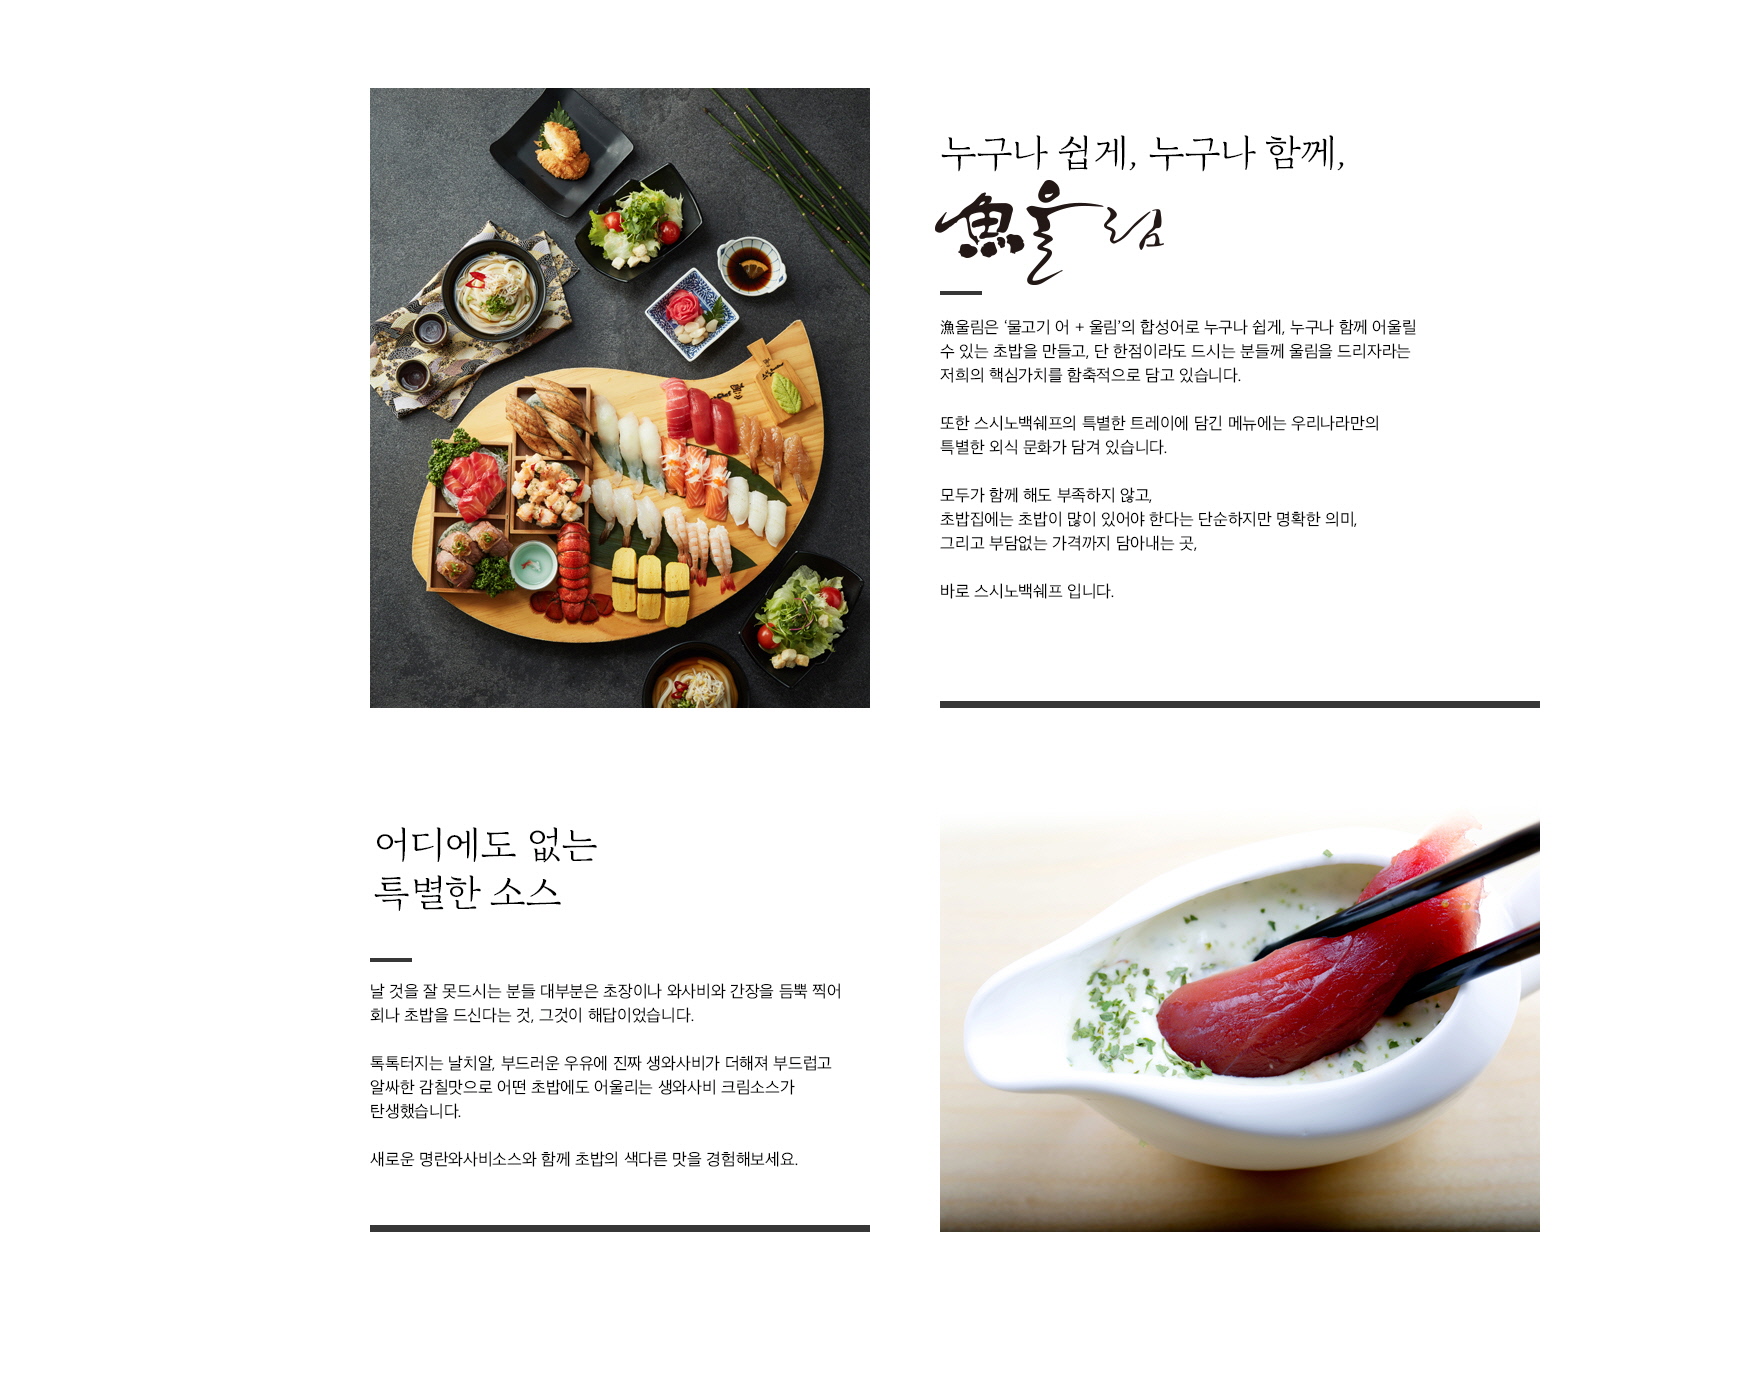 누구나 쉽게, 누구나 함께,
魚울림
漁울림은 '물고기 어 + 울림'의 합성어로 누구나 쉽게, 누구나 함께 어울릴
수 있는 초밥을 만들고, 단 한점이라도 드시는 분들께 울림을 드리자라는
저희의 핵심가치를 함축적으로 담고 있습니다.
또한 스시노백쉐프의 특별한 트레이에 담긴 메뉴에는 우리나라만의
특별한 외식 문화가 담겨 있습니다.
모두가 함께 해도 부족하지 않고,
초밥집에는 초밥이 많이 있어야 한다는 단순하지만 명확한 의미,
그리고 부담없는 가격까지 담아내는 곳,
바로 스시노백쉐프 입니다.
어디에도 없는
특별한 소스
날 것을 잘 못드시는 분들 대부분은 초장이나 와사비와 간장을 듬뿍 찍어
회나 초밥을 드신다는 것, 그것이 해답이었습니다.
톡톡터지는 날치알, 부드러운 우유에 진짜 생와사비가 더해져 부드럽고
알싸한 감칠맛으로 어떤 초밥에도 어울리는 생와사비 크림소스가
탄생했습니다.
새로운 명란와사비소스와 함께 초밥의 색다른 맛을 경험해보세요.